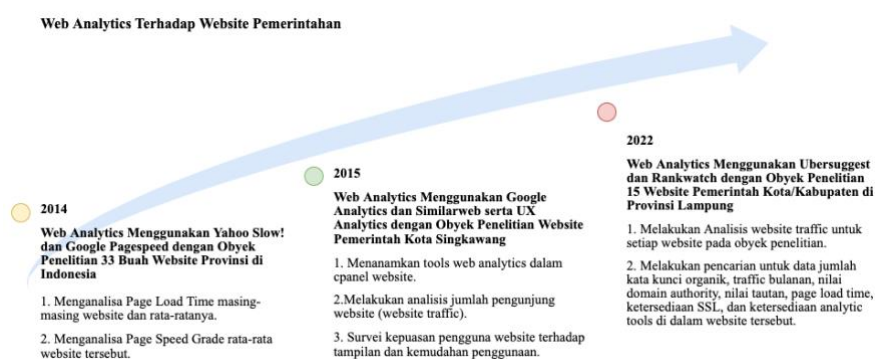 Web Analytics Terhadap Website Pemerintahan
2014
Web Analytics Menggunakan Yahoo Slow!
dan Google Pagespeed dengan Obyek
Penelitian 33 Buah Website Provinsi di
Indonesia
1. Menganalisa Page Load Time masing-
masing website dan rata-ratanya.
2. Menganalisa Page Speed Grade rata-rata
website tersebut.
2015
Web Analytics Menggunakan Google
Analytics dan Similarweb serta UX
Analytics dengan Obyek Penelitian Website
Pemerintah Kota Singkawang
1. Menanamkan tools web analytics dalam
cpanel website.
2.Melakukan analisis jumlah pengunjung
website (website traffic).
3. Survei kepuasan pengguna website terhadap
tampilan dan kemudahan penggunaan.
2022
Web Analytics Menggunakan Ubersuggest
dan Rankwatch dengan Obyek Penelitian
15 Website Pemerintah Kota/Kabupaten di
Provinsi Lampung
1. Melakukan Analisis website traffic untuk
setiap website pada obyek penelitian.
2. Melakukan pencarian untuk data jumlah
kata kunci organik, traffic bulanan, nilai
domain authority, nilai tautan, page load time,
ketersediaan SSL, dan ketersediaan analytic
tools di dalam website tersebut.